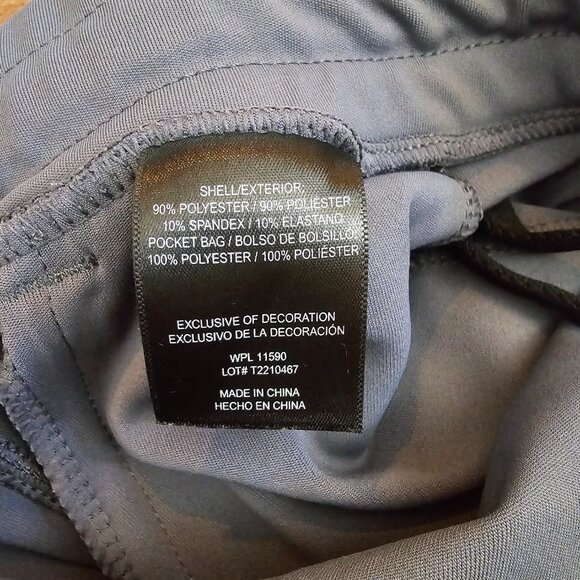 SHELL/EXTERIOR:
90% POLYESTER / 90% POLIÉSTER
10% SPANDEX / 10% ELASTANO
POCKET BAG / BOLSO DE BOLSILLO
100% POLYESTER / 100% POLIÉSTER
EXCLUSIVE OF DECORATION
EXCLUSIVO DE LA DECORACIÓN
WPL 11590
LOT# T2210467
MADE IN CHINA
HECHO EN CHINA